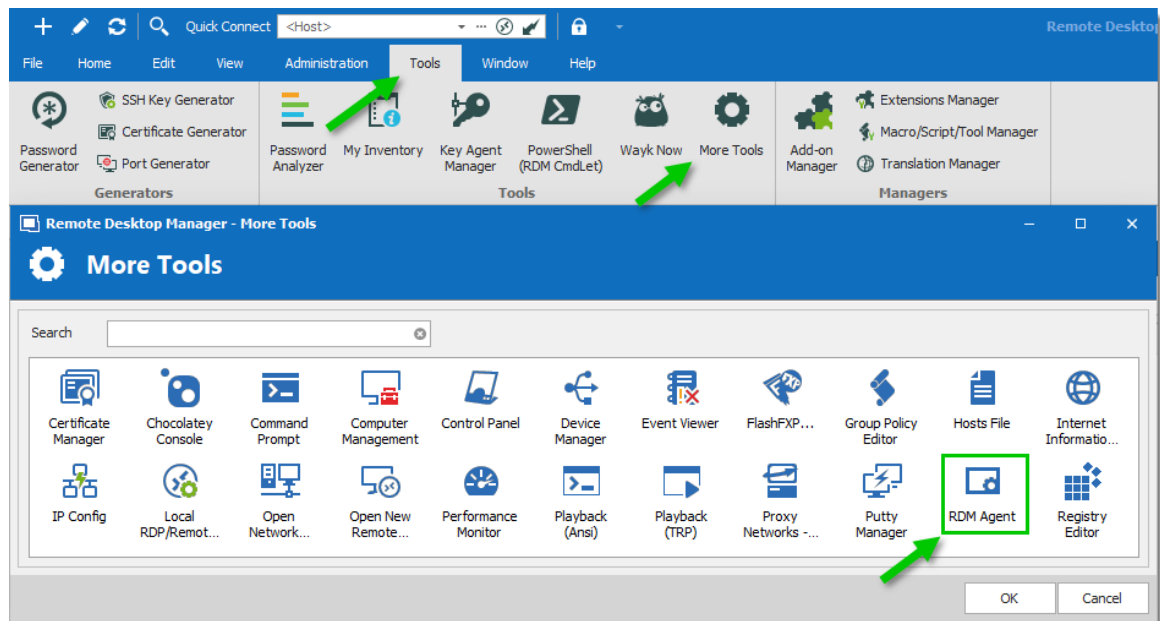 Quick Connect <Host>
Remote Deskto
File Home Edit View Administration Tools Window Help
Password Generator
SSH Key Generator
Certificate Generator
Port Generator
Generators
Password Analyzer
My Inventory
Key Agent Manager
PowerShell (RDM CmdLet)
Wayk Now
More Tools
Tools
Add-on Manager
Extensions Manager
Macro/Script/Tool Manager
Translation Manager
Managers
Remote Desktop Manager - More Tools
More Tools
Search
Certificate Manager
Chocolatey Console
Command Prompt
Computer Management
Control Panel
Device Manager
Event Viewer
FlashFXP...
Group Policy Editor
Hosts File
Internet Informatio...
IP Config
Local RDP/Remot...
Open Network...
Open New Remote...
Performance Monitor
Playback (Ansi)
Playback (TRP)
Proxy Networks -...
Putty Manager
RDM Agent
Registry Editor
OK Cancel